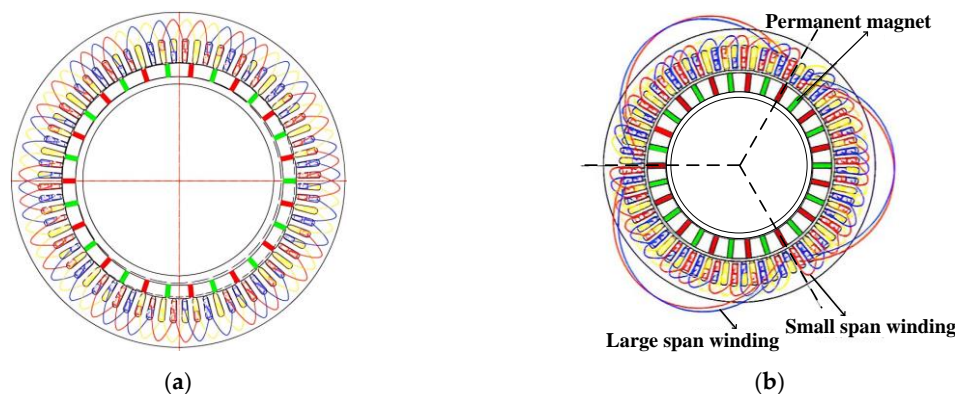 Permanent magnet
Large span winding
Small span winding
(a)
(b)